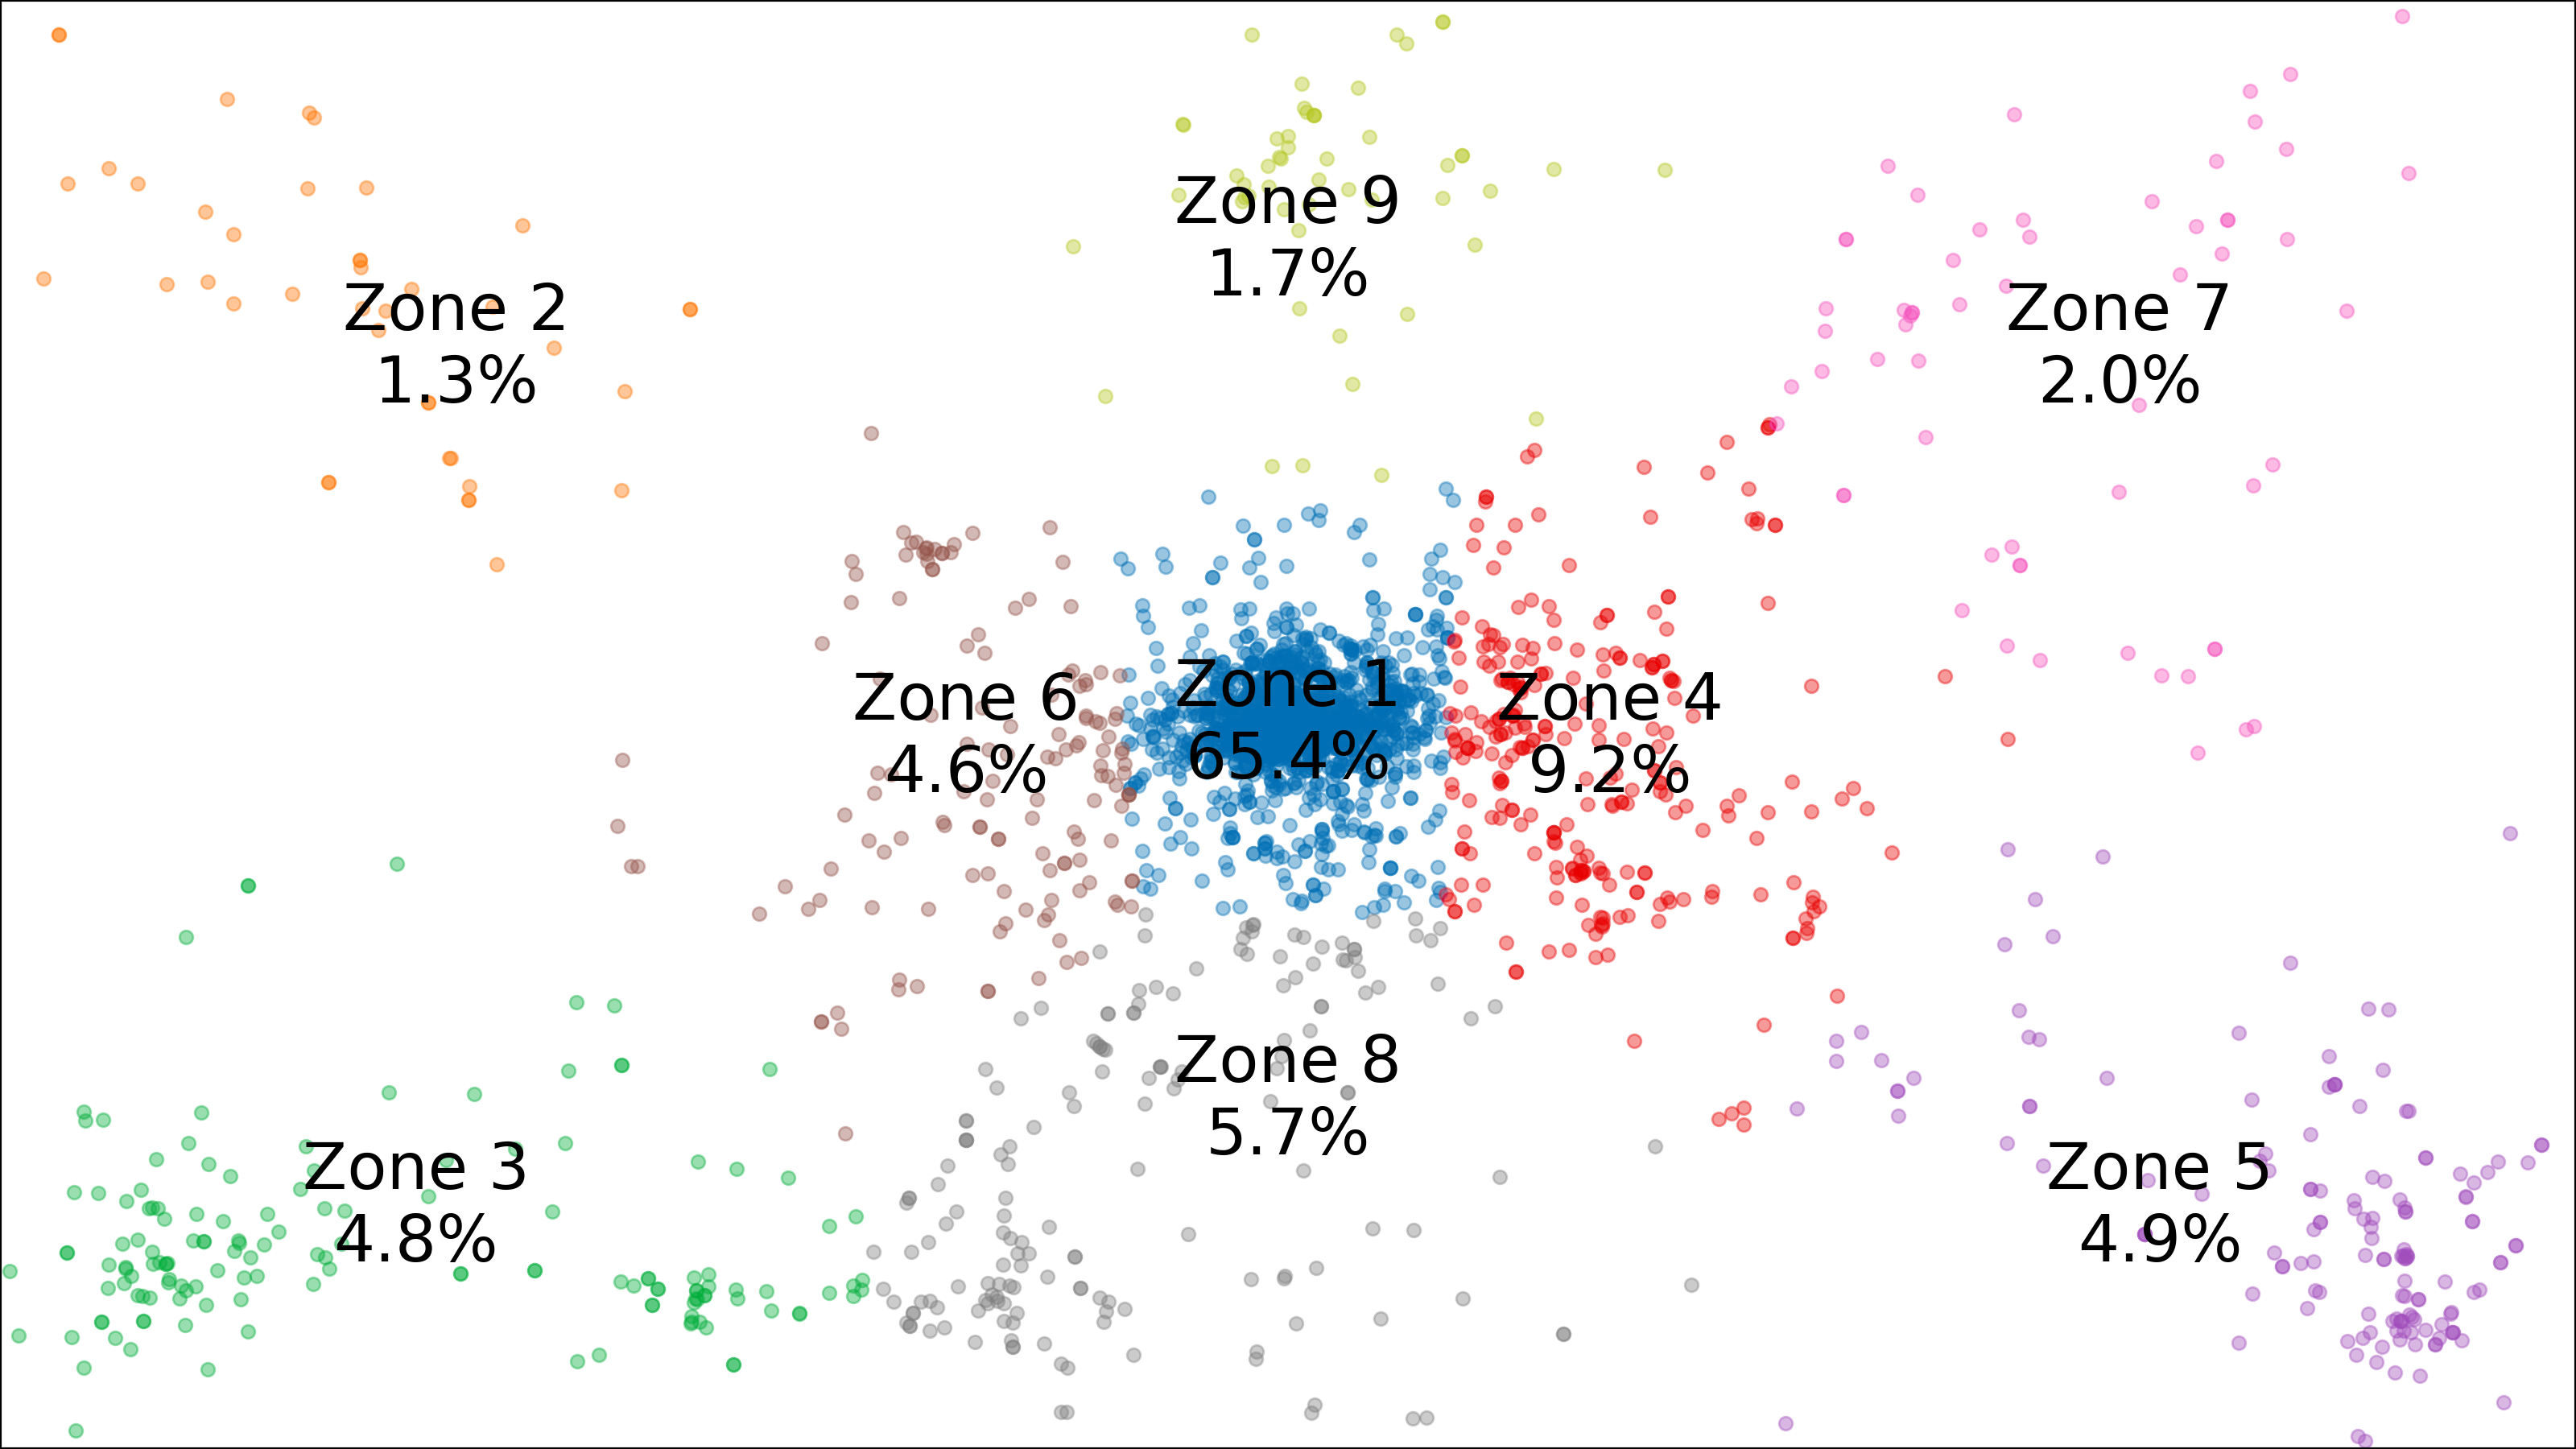 Zone 9
1.7%
Zone 2
1.3%
Zone 7
2.0%
Zone 6
4.6%
Zone 1
65.4%
Zone 4
9.2%
Zone 8
5.7%
Zone 3
4.8%
Zone 5
4.9%